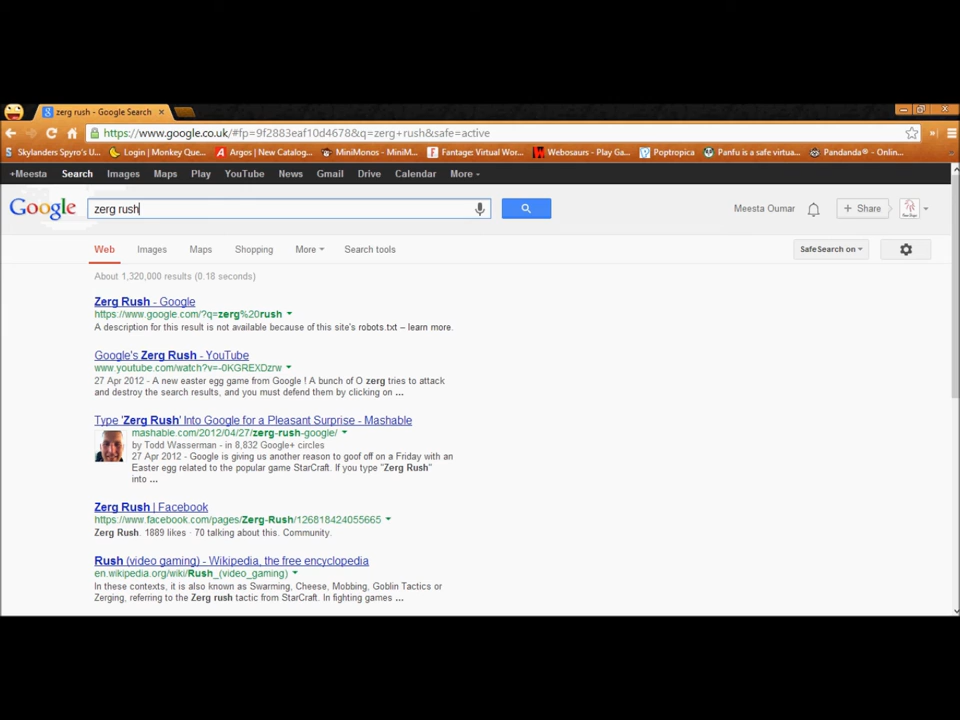 zerg rush - Google Search
https://www.google.co.uk/#fp=9f2883eaf10d4678&q=zerg+rush&safe=active
Skylanders Spyro's U... Login | Monkey Que... Argos | New Catalog... MiniMonos - MiniM... Fantage: Virtual Wor... Webosaurs - Play Ga... Poptropica Panfu is a safe virtua... Pandanda® - Onlin...
+Meesta Search Images Maps Play YouTube News Gmail Drive Calendar More
Google zerg rush Meesta Oumar + Share
Web Images Maps Shopping More Search tools SafeSearch on
About 1,320,000 results (0.18 seconds)
Zerg Rush - Google
https://www.google.com/?q=zerg%20rush
A description for this result is not available because of this site's robots.txt – learn more.
Google's Zerg Rush - YouTube
www.youtube.com/watch?v=-0KGREXDzrw
27 Apr 2012 - A new easter egg game from Google ! A bunch of O zerg tries to attack
and destroy the search results, and you must defend them by clicking on ...
Type 'Zerg Rush' Into Google for a Pleasant Surprise - Mashable
mashable.com/2012/04/27/zerg-rush-google/
by Todd Wasserman - in 8,832 Google+ circles
27 Apr 2012 - Google is giving us another reason to goof off on a Friday with an
Easter egg related to the popular game StarCraft. If you type "Zerg Rush"
into ...
Zerg Rush | Facebook
https://www.facebook.com/pages/Zerg-Rush/126818424055665
Zerg Rush. 1889 likes · 70 talking about this. Community.
Rush (video gaming) - Wikipedia, the free encyclopedia
en.wikipedia.org/wiki/Rush_(video_gaming)
In these contexts, it is also known as Swarming, Cheese, Mobbing, Goblin Tactics or
Zerging, referring to the Zerg rush tactic from StarCraft. In fighting games ...